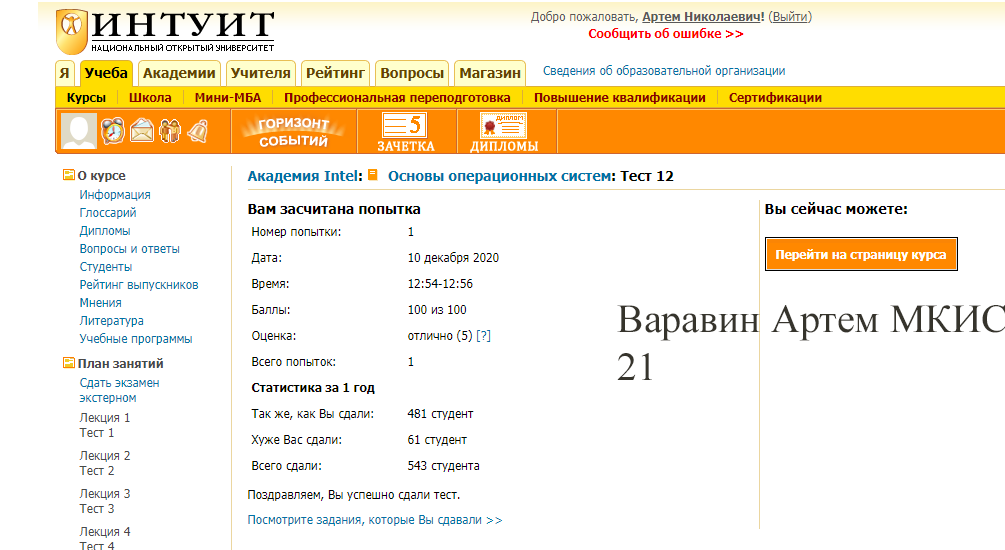 ИНТУИТ
НАЦИОНАЛЬНЫЙ ОТКРЫТЫЙ УНИВЕРСИТЕТ
Добро пожаловать, Артем Николаевич! (Выйти)
Сообщить об ошибке >>
Я Учеба Академии Учителя Рейтинг Вопросы Магазин Сведения об образовательной организации
Курсы Школа Мини-МБА Профессиональная переподготовка Повышение квалификации Сертификации
ГОРИЗОНТ СОБЫТИЙ
5 ЗАЧЕТКА
ДИПЛОМ ДИПЛОМЫ
О курсе
Информация
Глоссарий
Дипломы
Вопросы и ответы
Студенты
Рейтинг выпускников
Мнения
Литература
Учебные программы
План занятий
Сдать экзамен
экстерном
Лекция 1
Тест 1
Лекция 2
Тест 2
Лекция 3
Тест 3
Лекция 4
Тест 4
Академия Intel: Основы операционных систем: Тест 12
Вам засчитана попытка
Номер попытки: 1
Дата: 10 декабря 2020
Время: 12:54-12:56
Баллы: 100 из 100
Оценка: отлично (5) [?]
Всего попыток: 1
Статистика за 1 год
Так же, как Вы сдали: 481 студент
Хуже Вас сдали: 61 студент
Всего сдали: 543 студента
Поздравляем, Вы успешно сдали тест.
Посмотрите задания, которые Вы сдавали >>
Вы сейчас можете:
Перейти на страницу курса
Варавин Артем МКИС
21